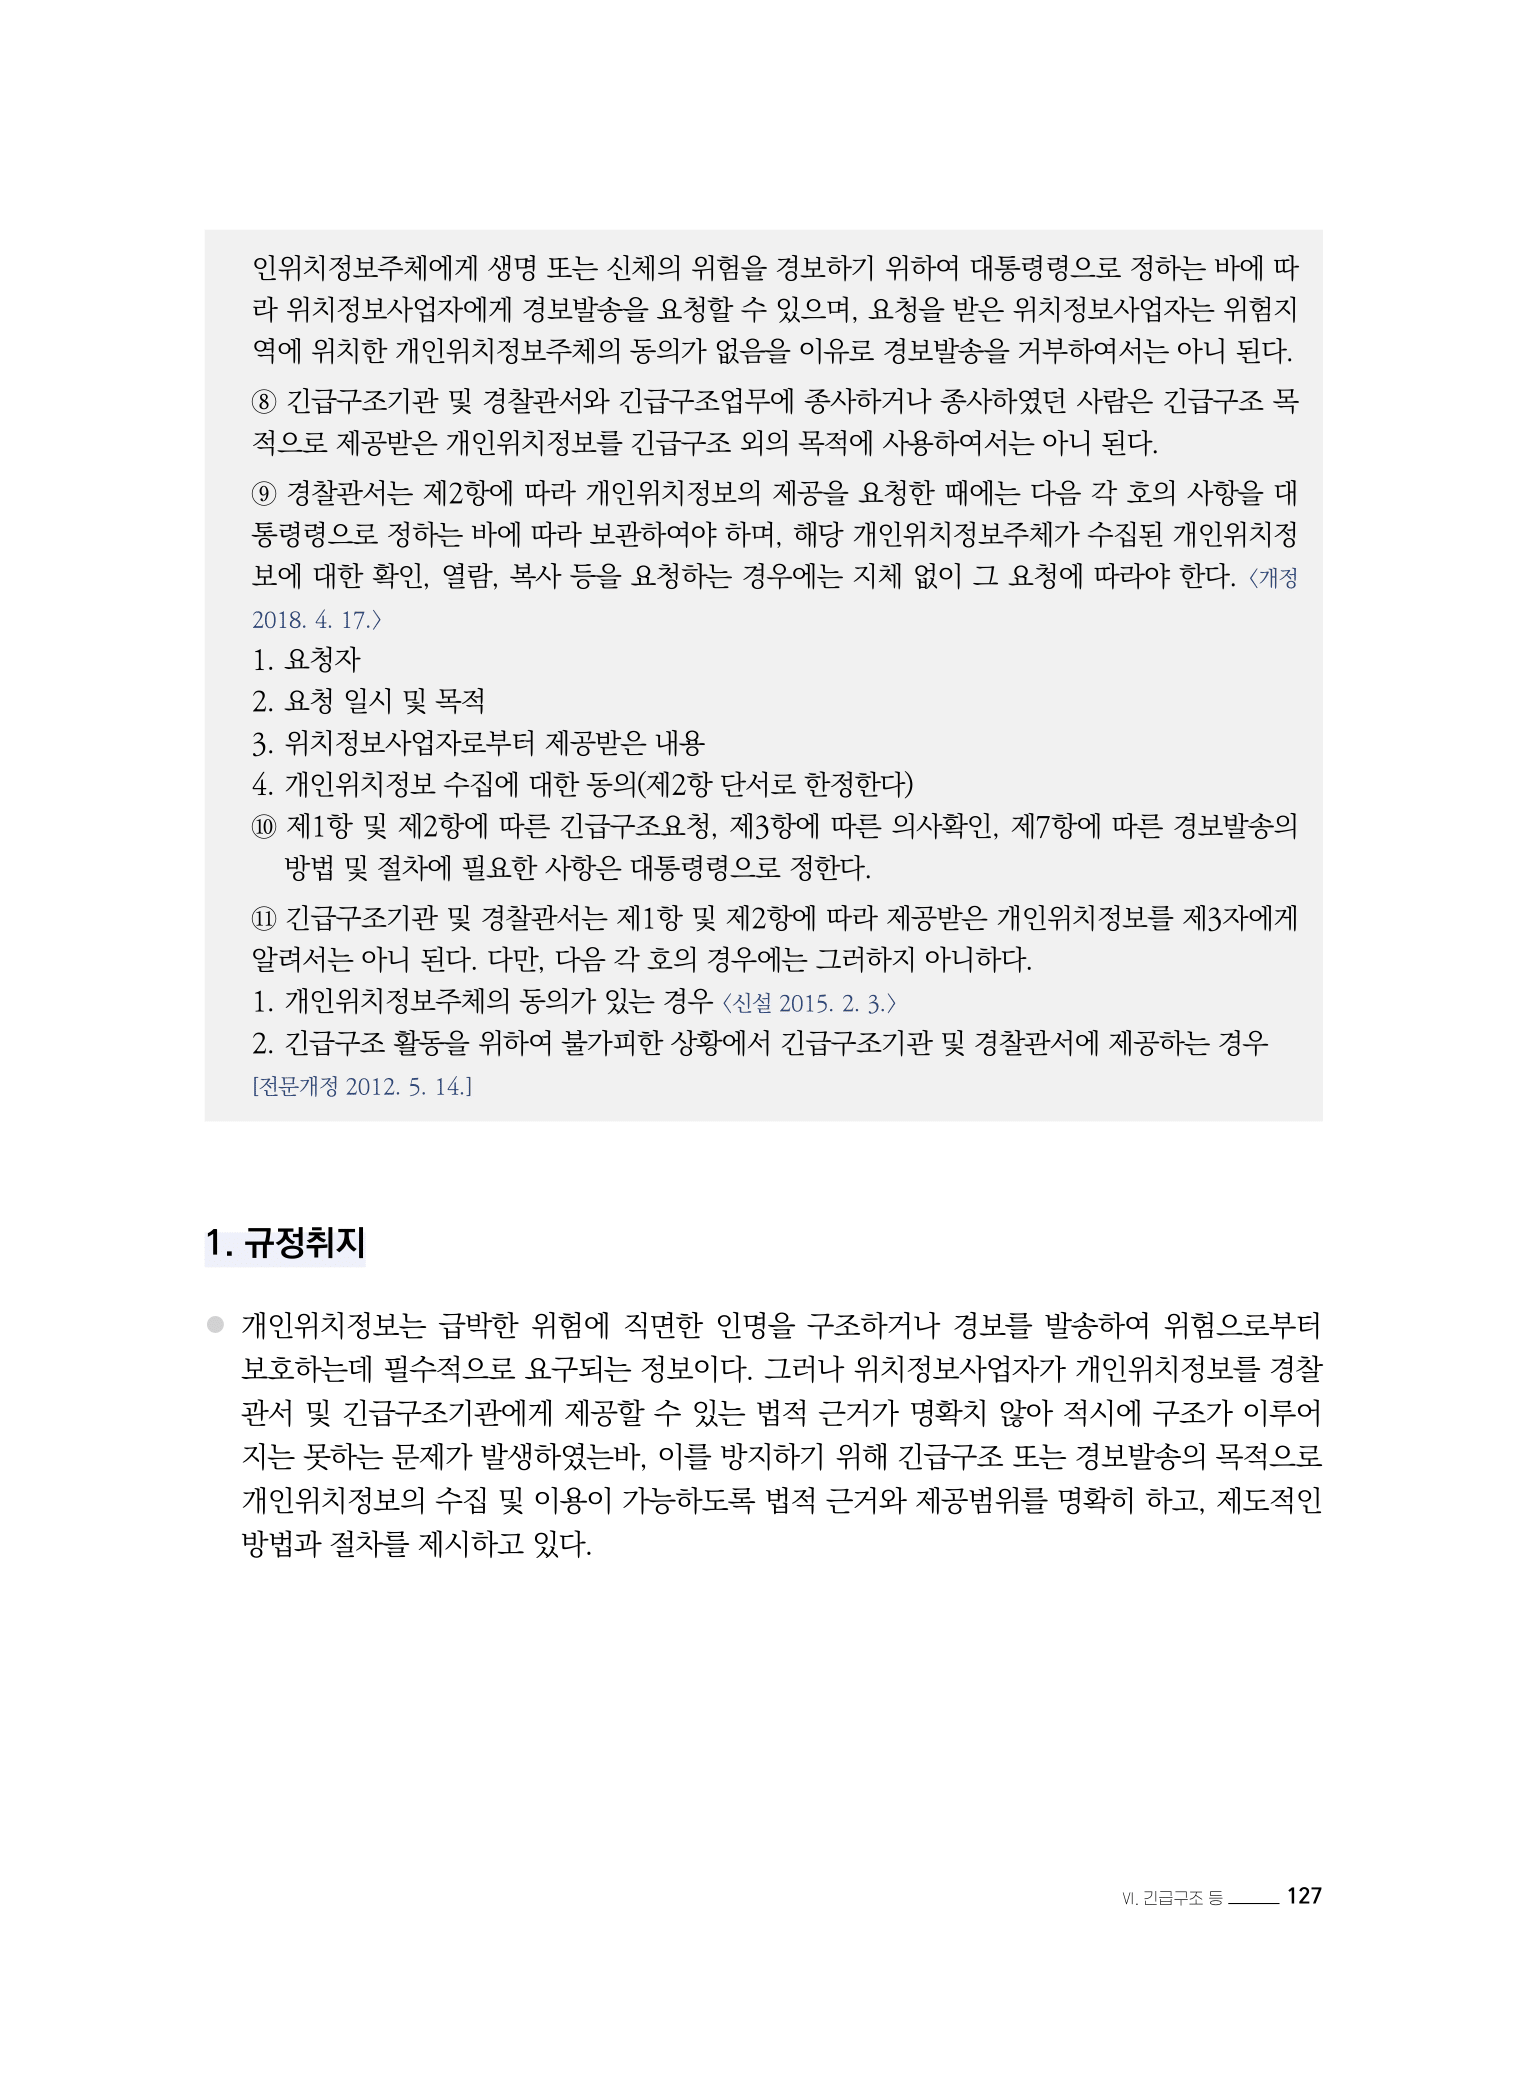 인위치정보주체에게 생명 또는 신체의 위험을 경보하기 위하여 대통령령으로 정하는 바에 따
라 위치정보사업자에게 경보발송을 요청할 수 있으며, 요청을 받은 위치정보사업자는 위험지
역에 위치한 개인위치정보주체의 동의가 없음을 이유로 경보발송을 거부하여서는 아니 된다.
⑧ 긴급구조기관 및 경찰관서와 긴급구조업무에 종사하거나 종사하였던 사람은 긴급구조 목
적으로 제공받은 개인위치정보를 긴급구조 외의 목적에 사용하여서는 아니 된다.
⑨ 경찰관서는 제2항에 따라 개인위치정보의 제공을 요청한 때에는 다음 각 호의 사항을 대
통령령으로 정하는 바에 따라 보관하여야 하며, 해당 개인위치정보주체가 수집된 개인위치정
보에 대한 확인, 열람, 복사 등을 요청하는 경우에는 지체 없이 그 요청에 따라야 한다. 〈개정
2018. 4. 17.〉
1. 요청자
2. 요청 일시 및 목적
3. 위치정보사업자로부터 제공받은 내용
4. 개인위치정보 수집에 대한 동의(제2항 단서로 한정한다)
⑩ 제1항 및 제2항에 따른 긴급구조요청, 제3항에 따른 의사확인, 제7항에 따른 경보발송의
방법 및 절차에 필요한 사항은 대통령령으로 정한다.
⑪ 긴급구조기관 및 경찰관서는 제1항 및 제2항에 따라 제공받은 개인위치정보를 제3자에게
알려서는 아니 된다. 다만, 다음 각 호의 경우에는 그러하지 아니하다.
1. 개인위치정보주체의 동의가 있는 경우 〈신설 2015. 2. 3.〉
2. 긴급구조 활동을 위하여 불가피한 상황에서 긴급구조기관 및 경찰관서에 제공하는 경우
[전문개정 2012. 5. 14.]
1. 규정취지
● 개인위치정보는 급박한 위험에 직면한 인명을 구조하거나 경보를 발송하여 위험으로부터
보호하는데 필수적으로 요구되는 정보이다. 그러나 위치정보사업자가 개인위치정보를 경찰
관서 및 긴급구조기관에게 제공할 수 있는 법적 근거가 명확치 않아 적시에 구조가 이루어
지는 못하는 문제가 발생하였는바, 이를 방지하기 위해 긴급구조 또는 경보발송의 목적으로
개인위치정보의 수집 및 이용이 가능하도록 법적 근거와 제공범위를 명확히 하고, 제도적인
방법과 절차를 제시하고 있다.
Ⅵ. 긴급구조 등 127